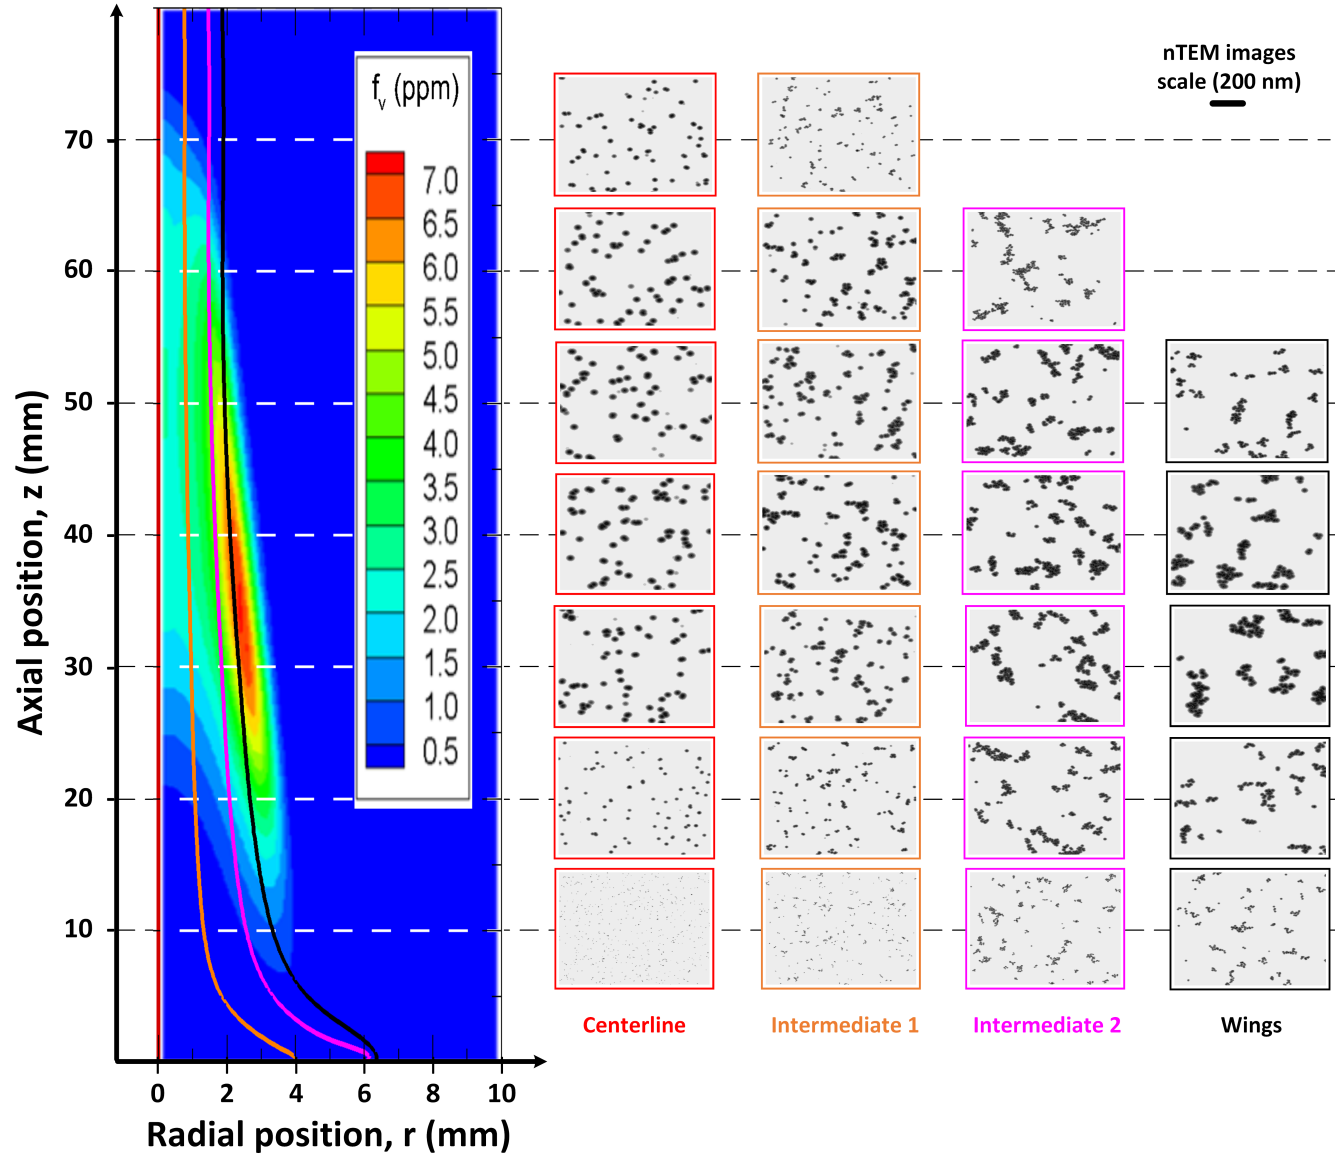 nTEM images
scale (200 nm)
f_v (ppm)
7.0
6.5
6.0
5.5
5.0
4.5
4.0
3.5
3.0
2.5
2.0
1.5
1.0
0.5
Axial position, z (mm)
70
60
50
40
30
20
10
0 2 4 6 8 10
Radial position, r (mm)
Centerline
Intermediate 1
Intermediate 2
Wings